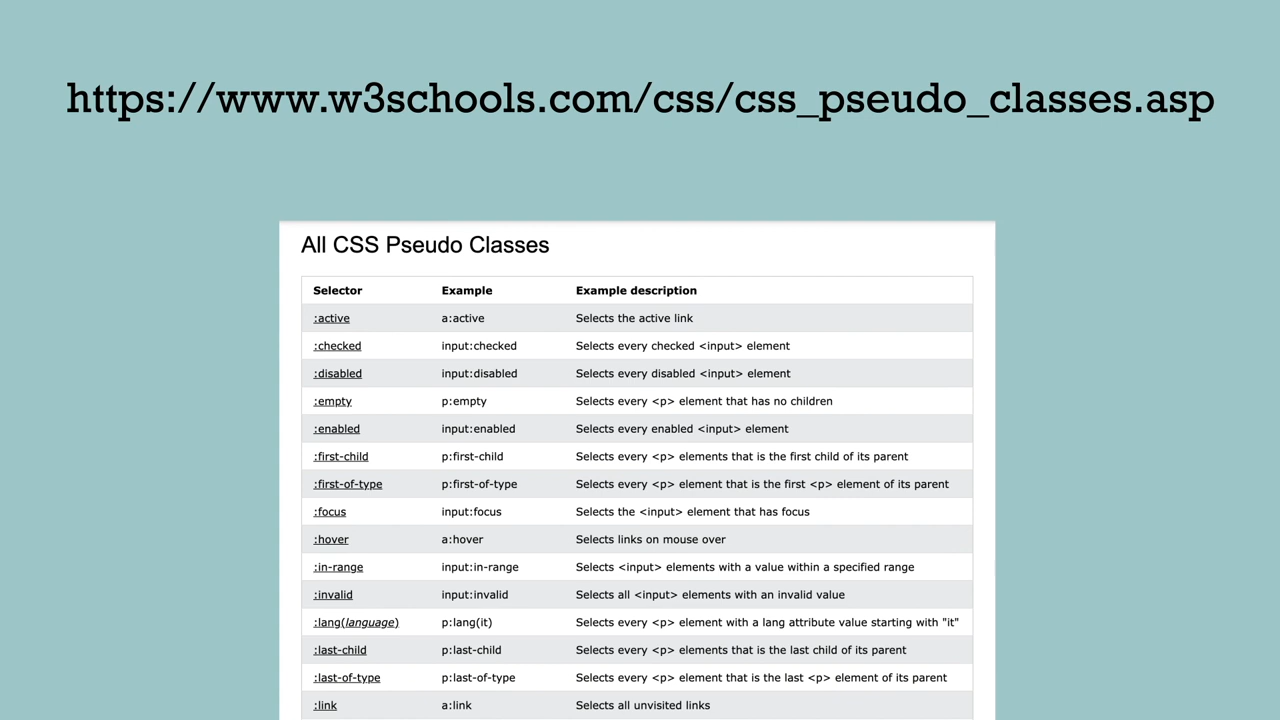 https://www.w3schools.com/css/css_pseudo_classes.asp
All CSS Pseudo Classes
Selector Example Example description
:active a:active Selects the active link
:checked input:checked Selects every checked <input> element
:disabled input:disabled Selects every disabled <input> element
:empty p:empty Selects every <p> element that has no children
:enabled input:enabled Selects every enabled <input> element
:first-child p:first-child Selects every <p> elements that is the first child of its parent
:first-of-type p:first-of-type Selects every <p> element that is the first <p> element of its parent
:focus input:focus Selects the <input> element that has focus
:hover a:hover Selects links on mouse over
:in-range input:in-range Selects <input> elements with a value within a specified range
:invalid input:invalid Selects all <input> elements with an invalid value
:lang(language) p:lang(it) Selects every <p> element with a lang attribute value starting with "it"
:last-child p:last-child Selects every <p> elements that is the last child of its parent
:last-of-type p:last-of-type Selects every <p> element that is the last <p> element of its parent
:link a:link Selects all unvisited links